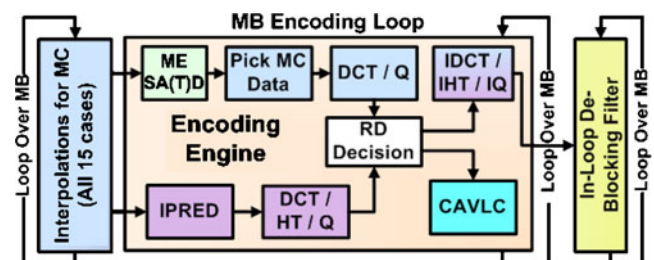 MB Encoding Loop
Loop Over MB
Interpolations for MC
(All 15 cases)
ME
SA(T)D
Pick MC
Data
DCT / Q
IDCT /
IHT / IQ
Encoding
Engine
RD
Decision
IPRED
DCT /
HT / Q
CAVLC
Loop Over MB
In-Loop De-
Blocking Filter
Loop Over MB